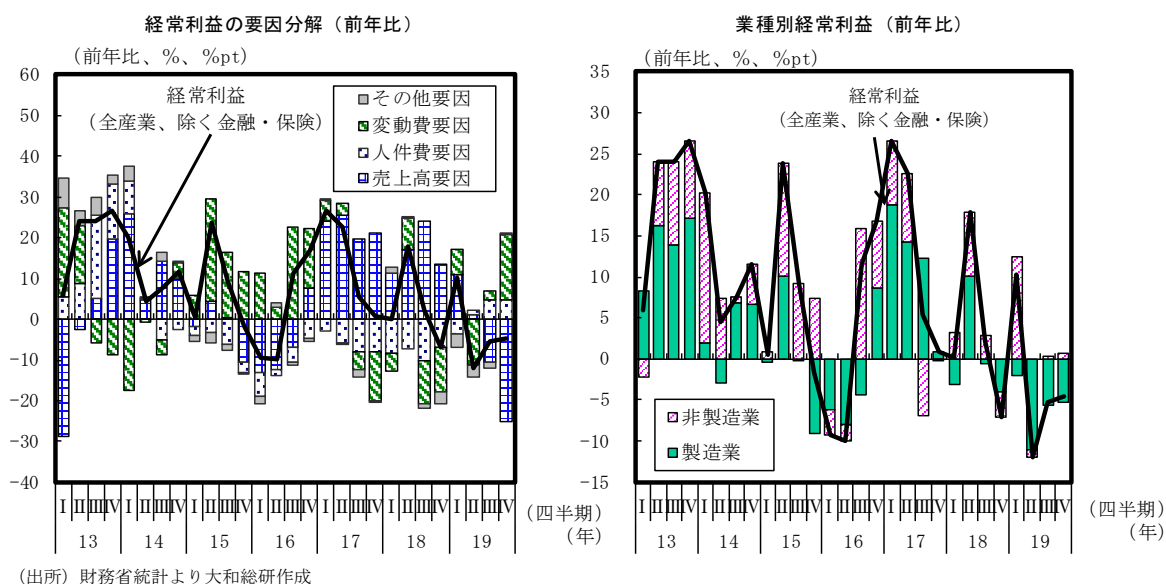 経常利益の要因分解（前年比）
（前年比、％、％pt）
60
50
40
30
20
10
0
−10
−20
−30
−40
経常利益
（全産業、除く金融・保険）
その他要因
変動費要因
人件費要因
売上高要因
Ⅰ Ⅱ Ⅲ Ⅳ Ⅰ Ⅱ Ⅲ Ⅳ Ⅰ Ⅱ Ⅲ Ⅳ Ⅰ Ⅱ Ⅲ Ⅳ Ⅰ Ⅱ Ⅲ Ⅳ Ⅰ Ⅱ Ⅲ Ⅳ Ⅰ Ⅱ Ⅲ Ⅳ
（四半期）
13 14 15 16 17 18 19
（年）
業種別経常利益（前年比）
（前年比、％、％pt）
35
30
25
20
15
10
5
0
−5
−10
−15
経常利益
（全産業、除く金融・保険）
非製造業
製造業
Ⅰ Ⅱ Ⅲ Ⅳ Ⅰ Ⅱ Ⅲ Ⅳ Ⅰ Ⅱ Ⅲ Ⅳ Ⅰ Ⅱ Ⅲ Ⅳ Ⅰ Ⅱ Ⅲ Ⅳ Ⅰ Ⅱ Ⅲ Ⅳ Ⅰ Ⅱ Ⅲ Ⅳ
（四半期）
13 14 15 16 17 18 19
（年）
（出所）財務省統計より大和総研作成